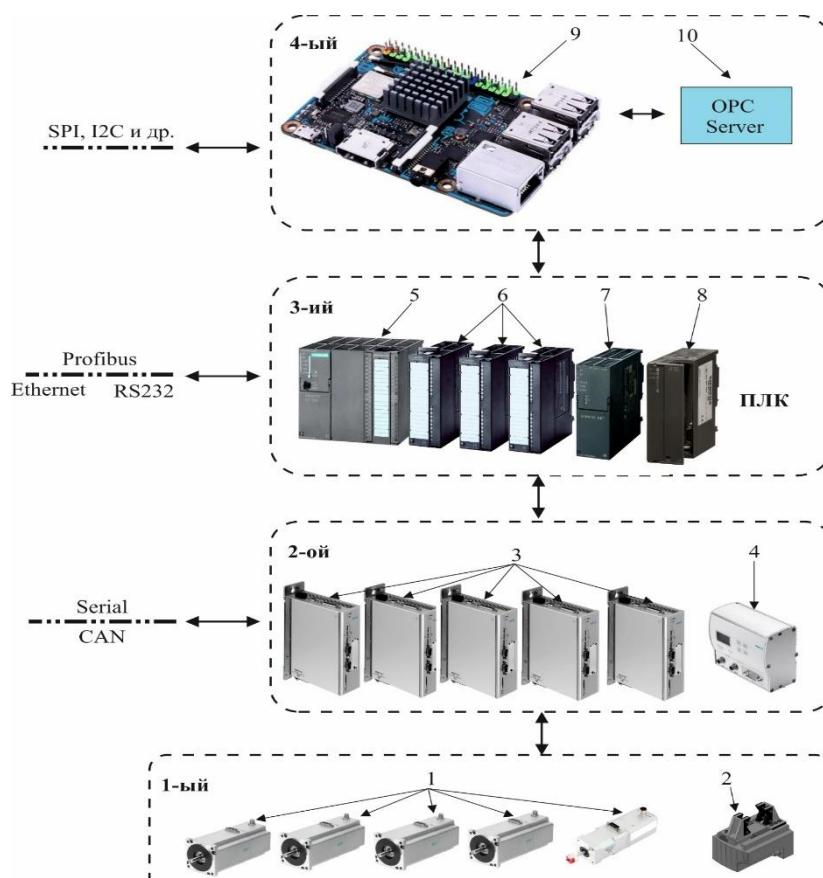 4-ый
9
10
OPC
Server
SPI, I2C и др.
3-ий
5
6
7
8
Profibus
Ethernet RS232
ПЛК
2-ой
3
4
Serial
CAN
1-ый
1
2